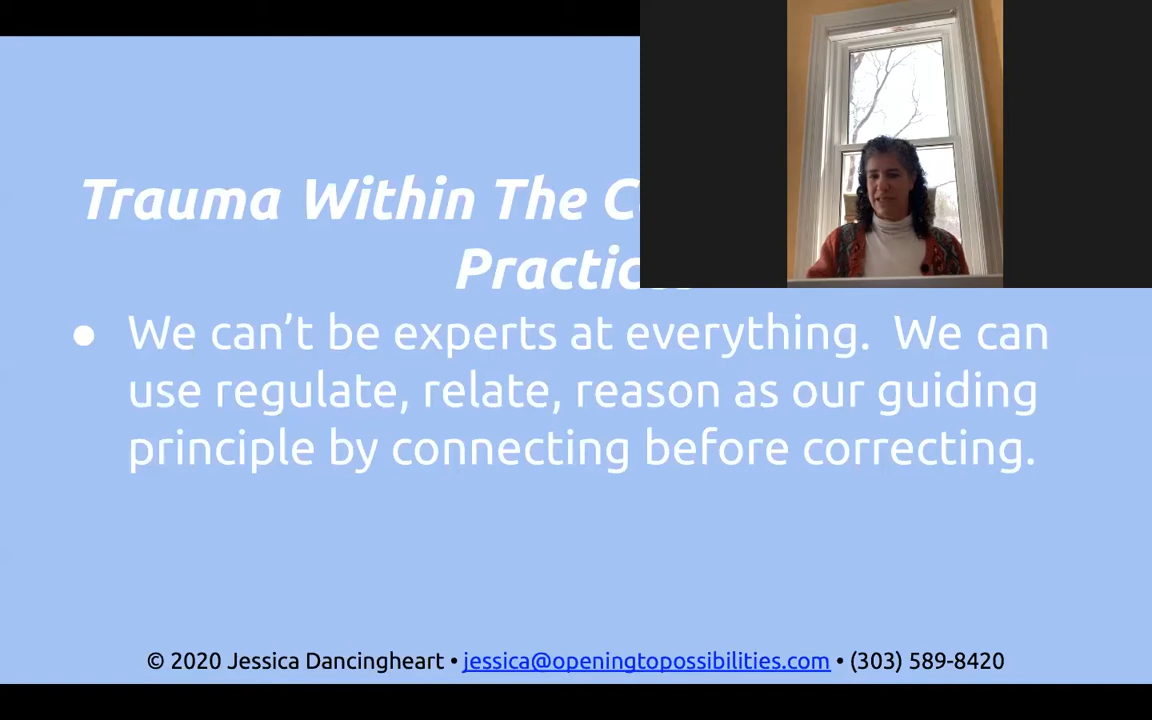 Trauma Within The
Practic
● We can’t be experts at everything. We can
use regulate, relate, reason as our guiding
principle by connecting before correcting.
© 2020 Jessica Dancingheart • jessica@openingtopossibilities.com • (303) 589-8420